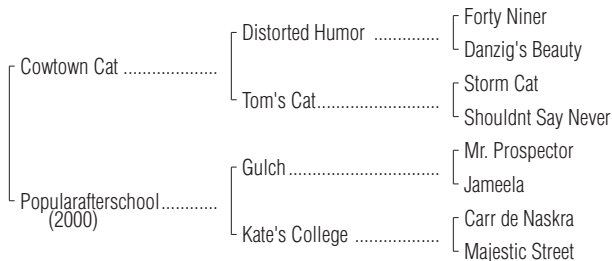 Forty Niner
Distorted Humor ..............
Danzig's Beauty
Cowtown Cat ....................
Storm Cat
Tom's Cat..........................
Shouldnt Say Never
Mr. Prospector
Gulch................................
Jameela
Popularafterschool............
(2000)
Carr de Naskra
Kate's College ..................
Majestic Street